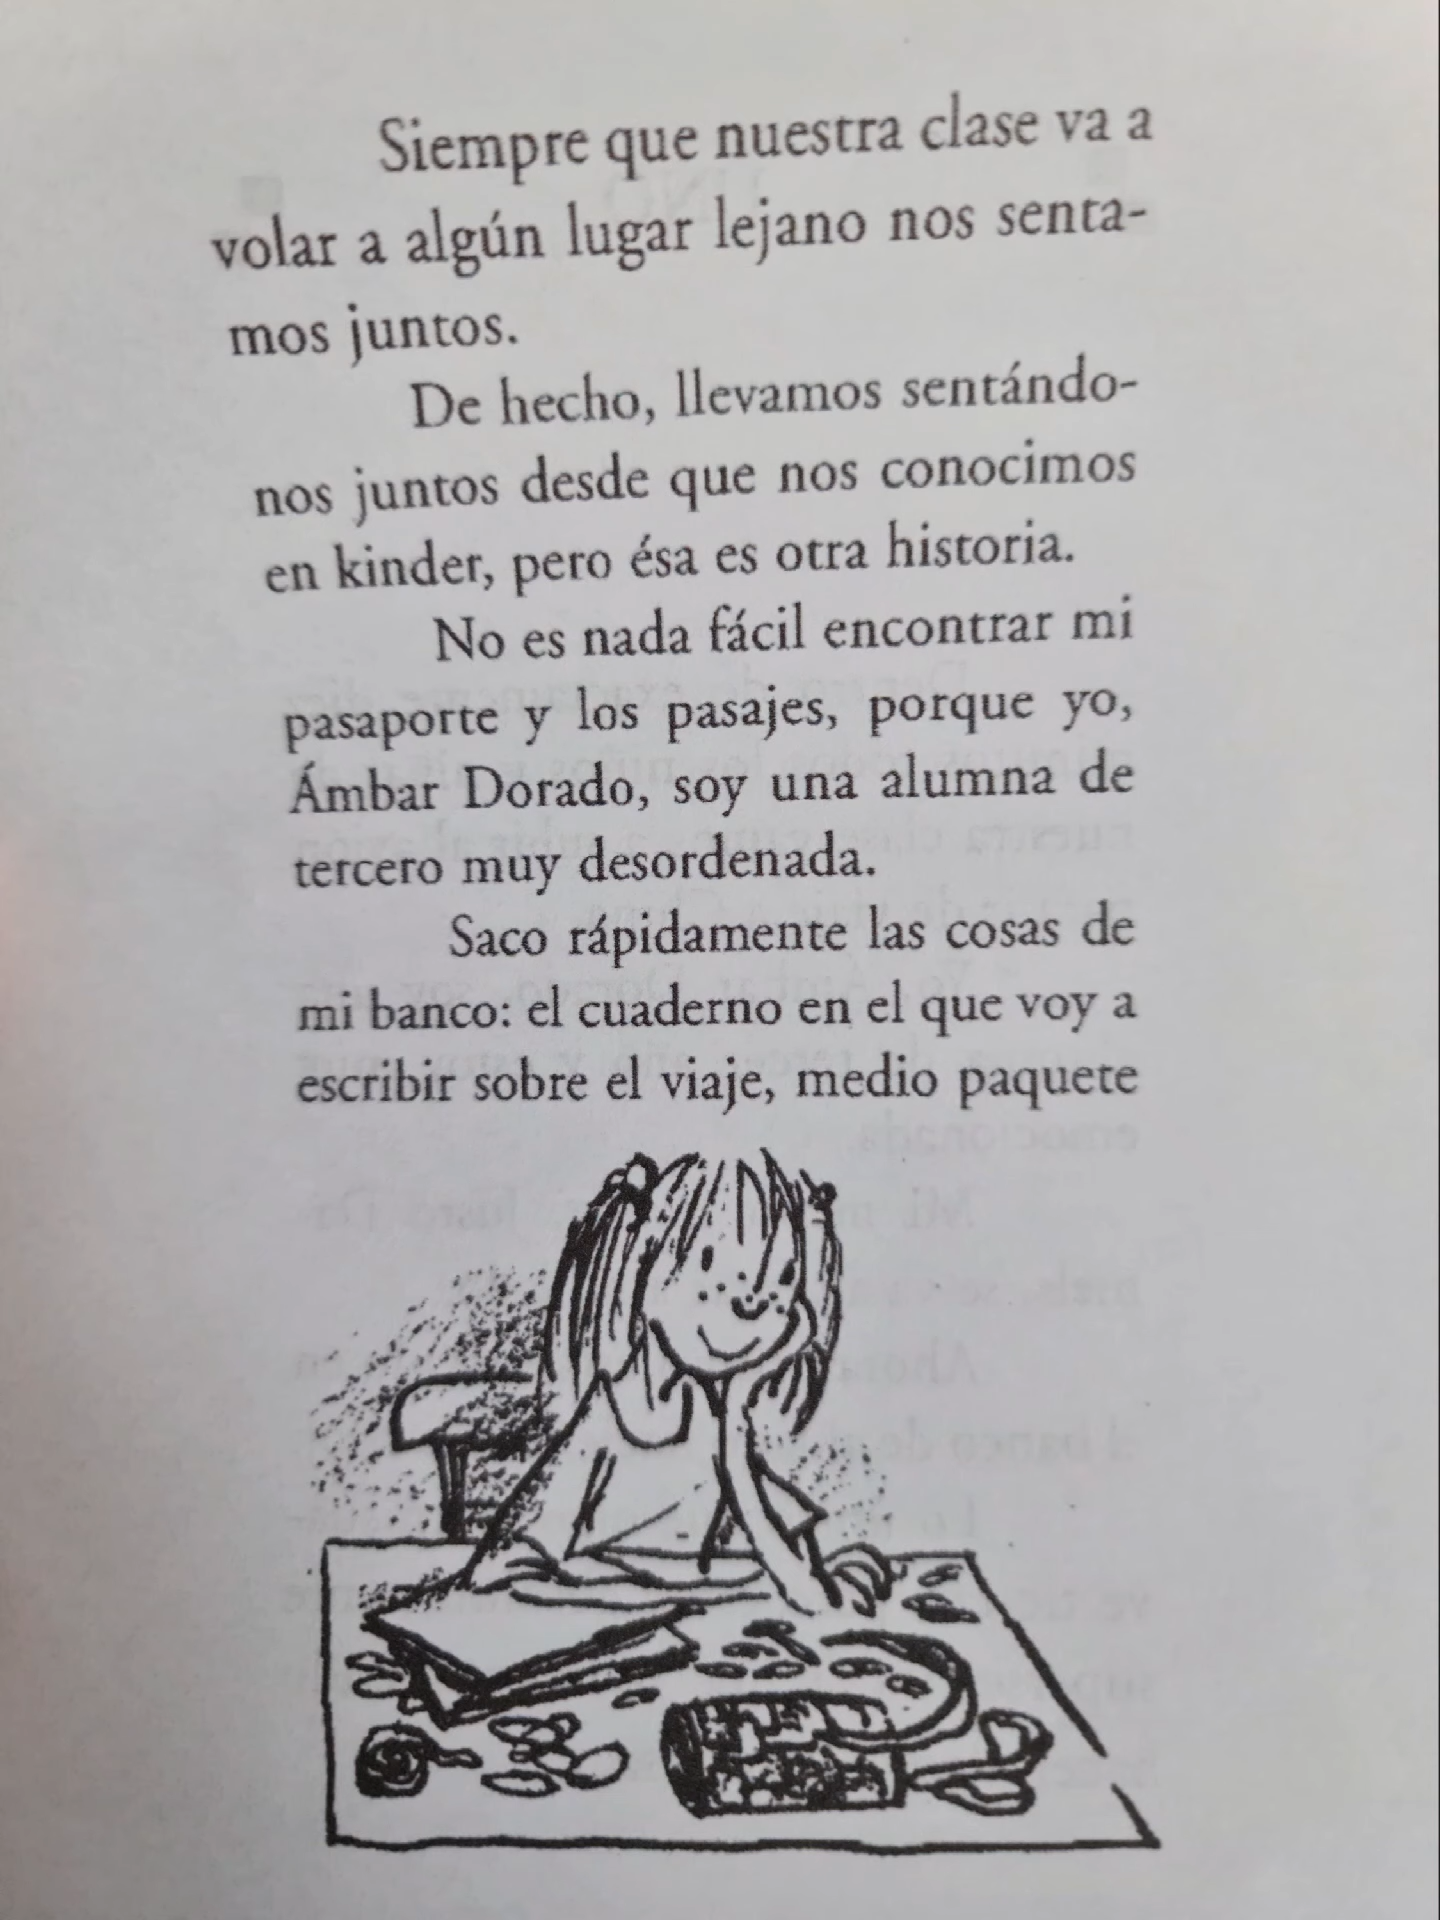 Siempre que nuestra clase va a
volar a algún lugar lejano nos senta-
mos juntos.
De hecho, llevamos sentándo-
nos juntos desde que nos conocimos
en kinder, pero ésa es otra historia.
No es nada fácil encontrar mi
pasaporte y los pasajes, porque yo,
Ámbar Dorado, soy una alumna de
tercero muy desordenada.
Saco rápidamente las cosas de
mi banco: el cuaderno en el que voy a
escribir sobre el viaje, medio paquete